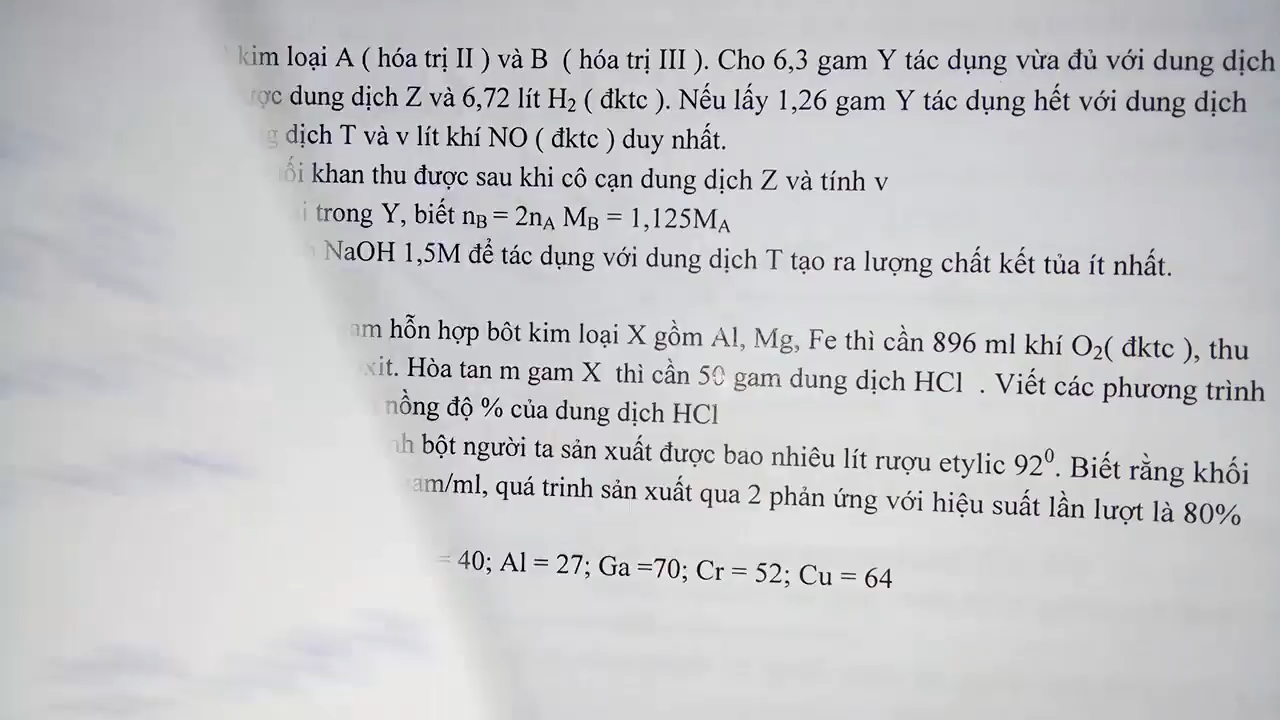 kim loại A ( hóa trị II ) và B ( hóa trị III ). Cho 6,3 gam Y tác dụng vừa đủ với dung dịch
dung dịch Z và 6,72 lít H₂ ( đktc ). Nếu lấy 1,26 gam Y tác dụng hết với dung dịch
dịch T và v lít khí NO ( đktc ) duy nhất.
khan thu được sau khi cô cạn dung dịch Z và tính v
trong Y, biết n_B = 2n_A M_B = 1,125M_A
NaOH 1,5M để tác dụng với dung dịch T tạo ra lượng chất kết tủa ít nhất.
hỗn hợp bôt kim loại X gồm Al, Mg, Fe thì cần 896 ml khí O₂( đktc ), thu
Hòa tan m gam X thì cần 50 gam dung dịch HCl . Viết các phương trình
nồng độ % của dung dịch HCl
bột người ta sản xuất được bao nhiêu lít rượu etylic 92⁰. Biết rằng khối
am/ml, quá trinh sản xuất qua 2 phản ứng với hiệu suất lần lượt là 80%
= 40; Al = 27; Ga =70; Cr = 52; Cu = 64